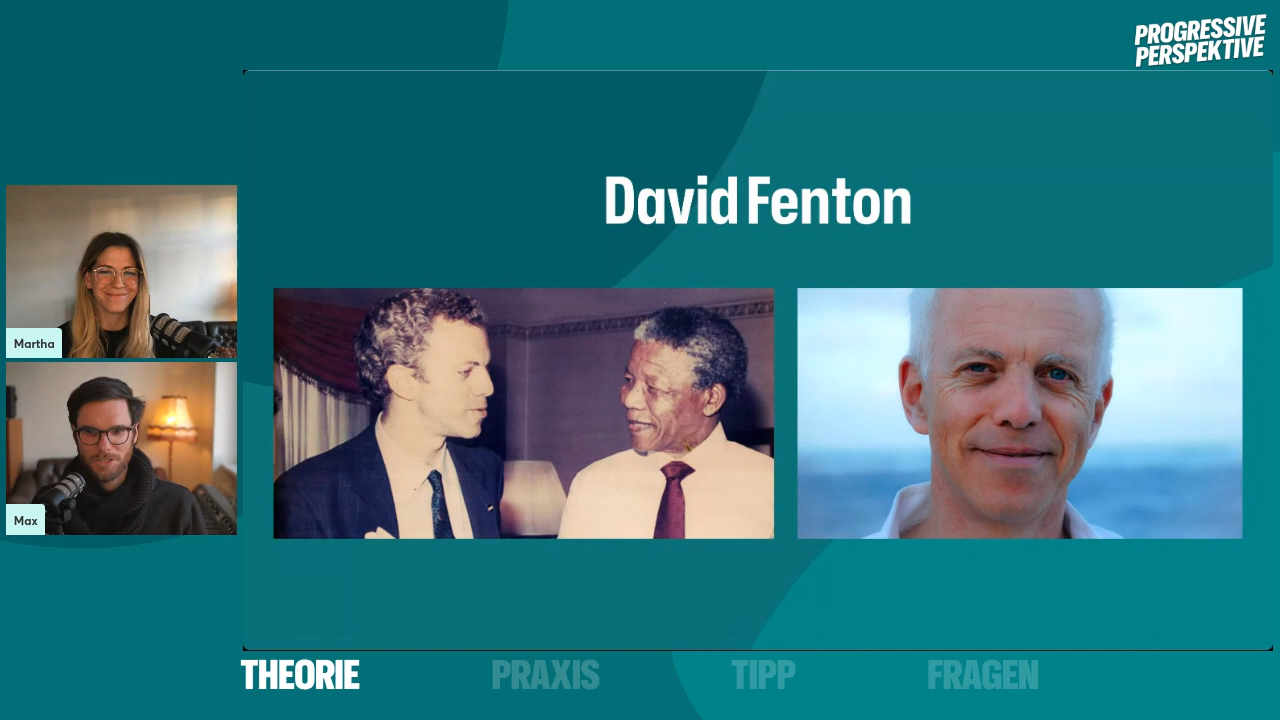 PROGRESSIVE
PERSPEKTIVE
David Fenton
Martha
Max
THEORIE
PRAXIS
TIPP
FRAGEN